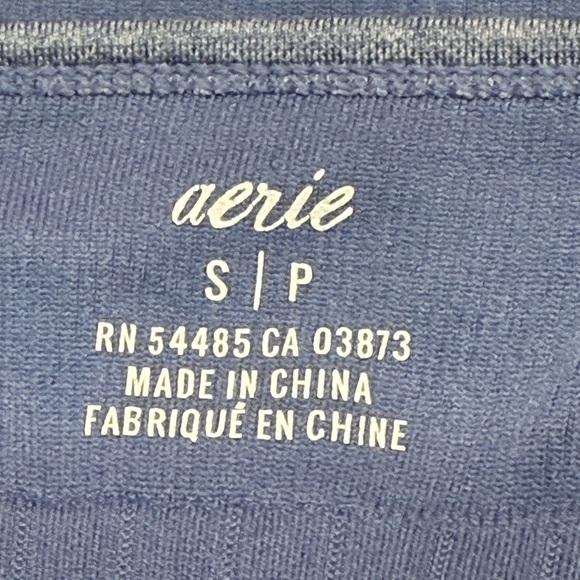 aerie
S | P
RN 54485 CA 03873
MADE IN CHINA
FABRIQUÉ EN CHINE